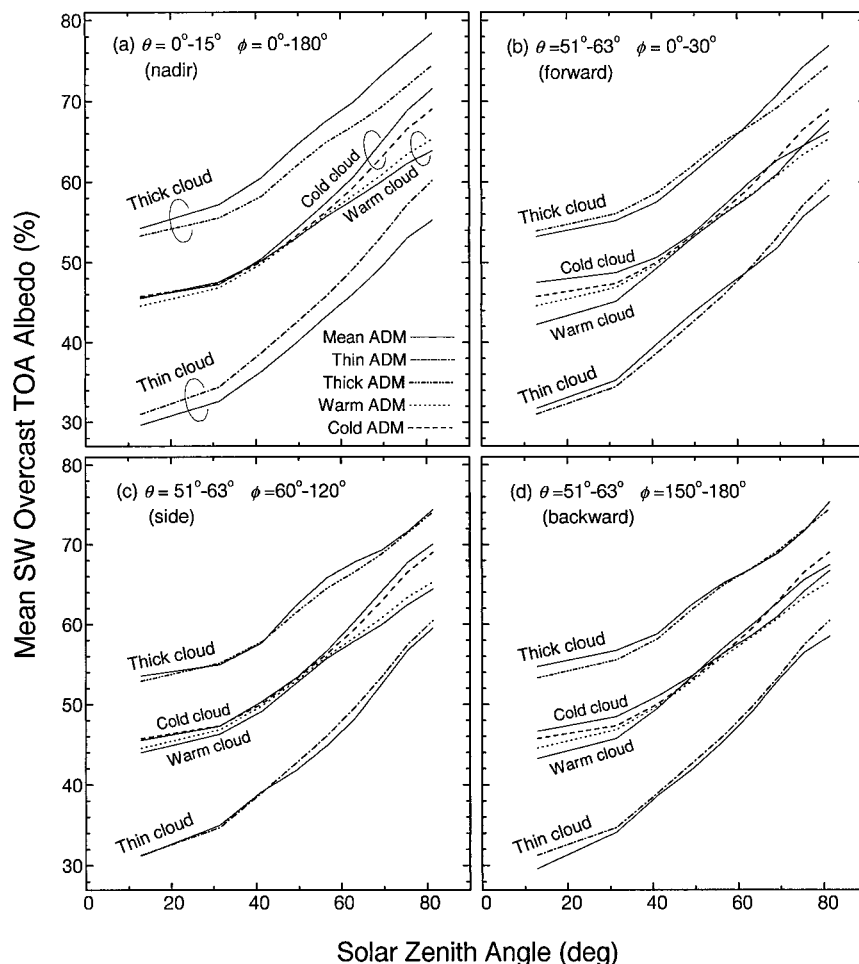 (a) θ = 0°-15° φ = 0°-180°
(nadir)
Thick cloud
Cold cloud
Warm cloud
Thin cloud
Mean ADM
Thin ADM
Thick ADM
Warm ADM
Cold ADM
80
70
60
50
40
30
(b) θ=51°-63° φ = 0°-30°
(forward)
Thick cloud
Cold cloud
Warm cloud
Thin cloud
(c) θ = 51°-63° φ=60°-120°
(side)
Thick cloud
Cold cloud
Warm cloud
Thin cloud
80
70
60
50
40
30
0 20 40 60 80
(d) θ=51°-63° φ=150°-180°
(backward)
Thick cloud
Cold cloud
Warm cloud
Thin cloud
0 20 40 60 80
Mean SW Overcast TOA Albedo (%)
Solar Zenith Angle (deg)